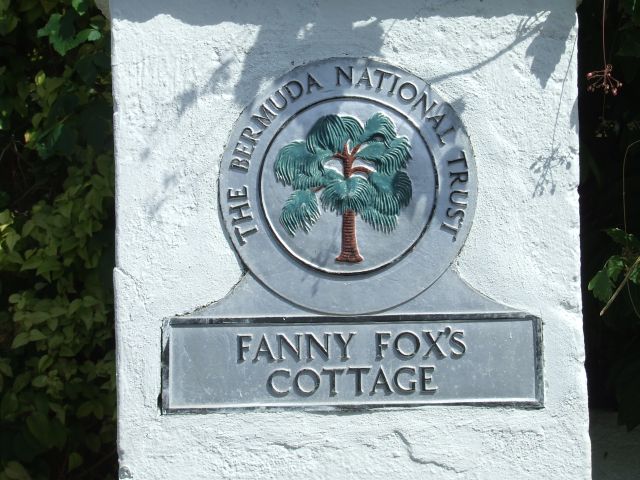 THE BERMUDA NATIONAL TRUST
FANNY FOX'S
COTTAGE